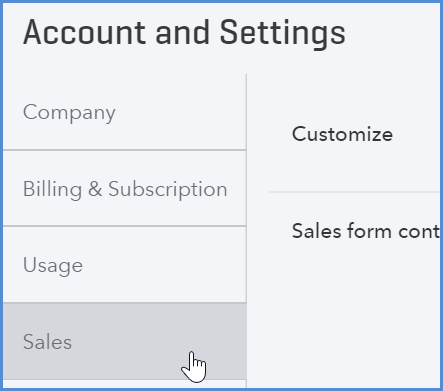 Account and Settings
Company
Billing & Subscription
Usage
Sales
Customize
Sales form cont